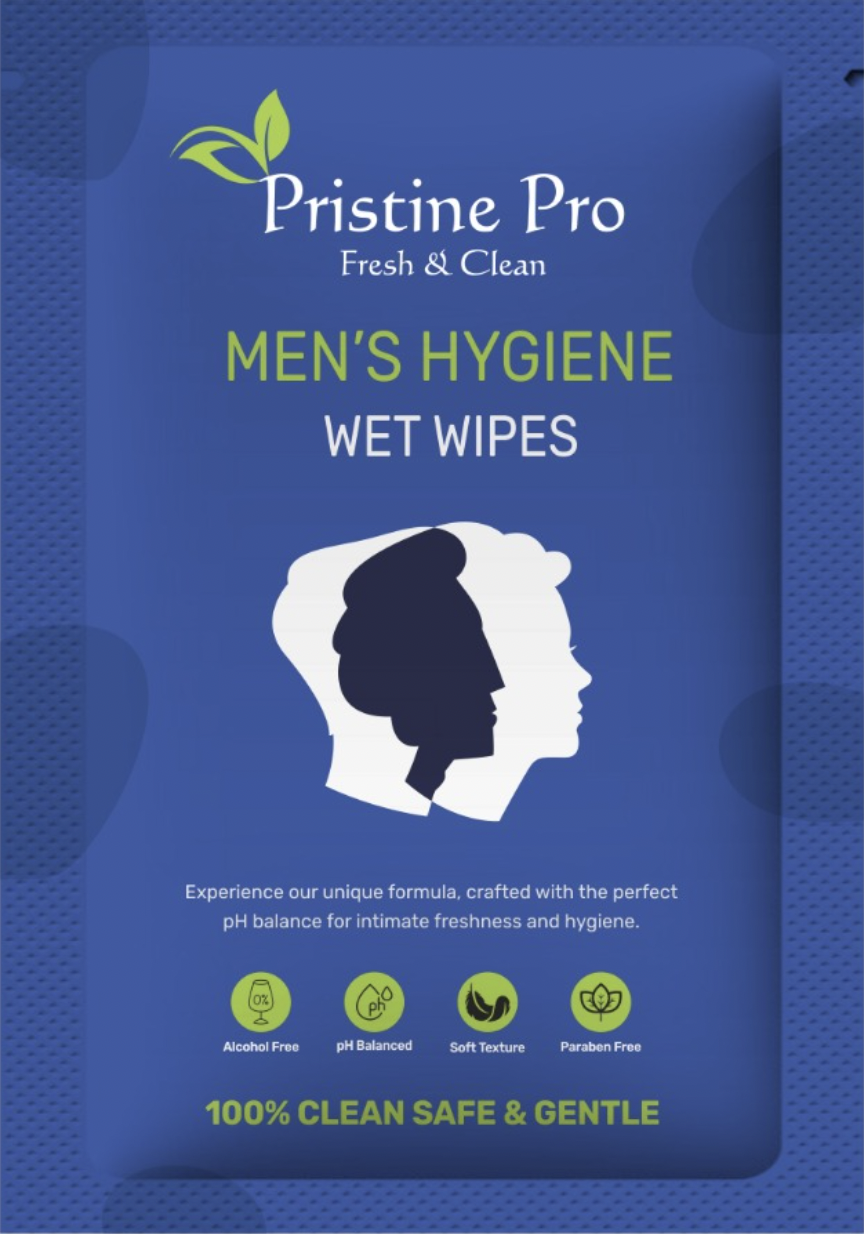 Pristine Pro
Fresh & Clean
MEN'S HYGIENE
WET WIPES
Experience our unique formula, crafted with the perfect
pH balance for intimate freshness and hygiene.
0%
ph
Alcohol Free
pH Balanced
Soft Texture
Paraben Free
100% CLEAN SAFE & GENTLE